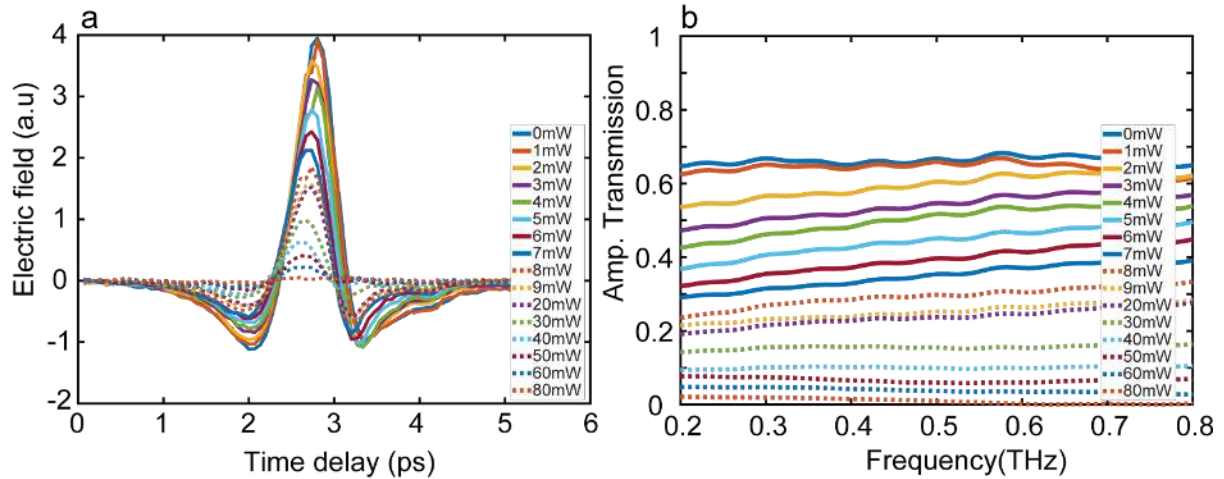 a
4
3
2
1
0
-1
-2
Electric field (a.u)
0mW
1mW
2mW
3mW
4mW
5mW
6mW
7mW
8mW
9mW
20mW
30mW
40mW
50mW
60mW
80mW
0 1 2 3 4 5 6
Time delay (ps)
b
1
0.8
0.6
0.4
0.2
0
Amp. Transmission
0mW
1mW
2mW
3mW
4mW
5mW
6mW
7mW
8mW
9mW
20mW
30mW
40mW
50mW
60mW
80mW
0.2 0.3 0.4 0.5 0.6 0.7 0.8
Frequency(THz)